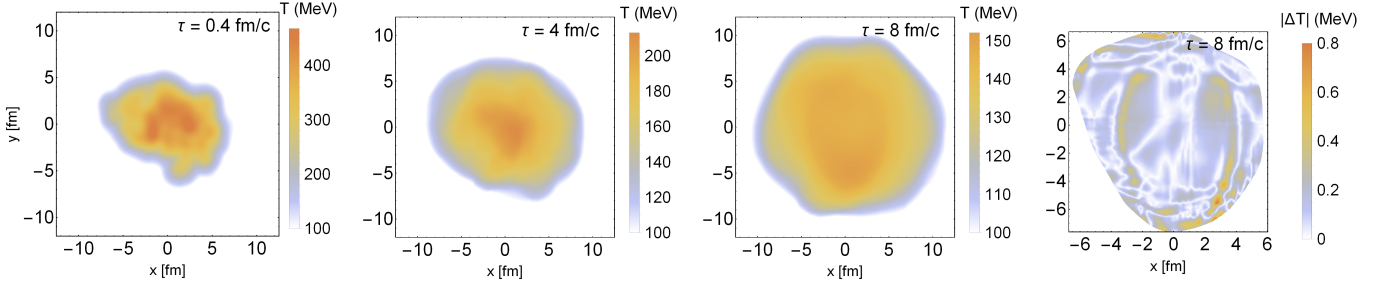 T (MeV)
τ = 0.4 fm/c
10
5
0
−5
−10
y [fm]
−10 −5 0 5 10
x [fm]
400
300
200
100
T (MeV)
τ = 4 fm/c
10
5
0
−5
−10
−10 −5 0 5 10
x [fm]
200
180
160
140
120
100
T (MeV)
τ = 8 fm/c
10
5
0
−5
−10
−10 −5 0 5 10
x [fm]
150
140
130
120
110
100
|ΔT| (MeV)
τ = 8 fm/c
6
4
2
0
−2
−4
−6
−6 −4 −2 0 2 4 6
x [fm]
0.8
0.6
0.4
0.2
0